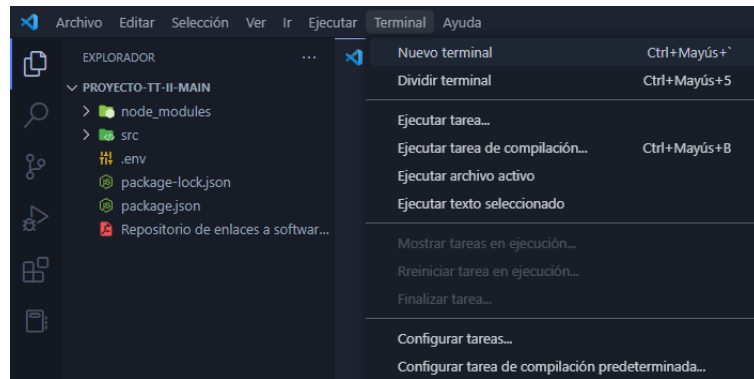 Archivo Editar Selección Ver Ir Ejecutar Terminal Ayuda
EXPLORADOR ...
PROYECTO-TT-II-MAIN
node_modules
src
.env
package-lock.json
package.json
Repositorio de enlaces a softwar...
Nuevo terminal Ctrl+Mayús+`
Dividir terminal Ctrl+Mayús+5
Ejecutar tarea...
Ejecutar tarea de compilación... Ctrl+Mayús+B
Ejecutar archivo activo
Ejecutar texto seleccionado
Mostrar tareas en ejecución...
Rreiniciar tarea en ejecución...
Finalizar tarea...
Configurar tareas...
Configurar tarea de compilación predeterminada...